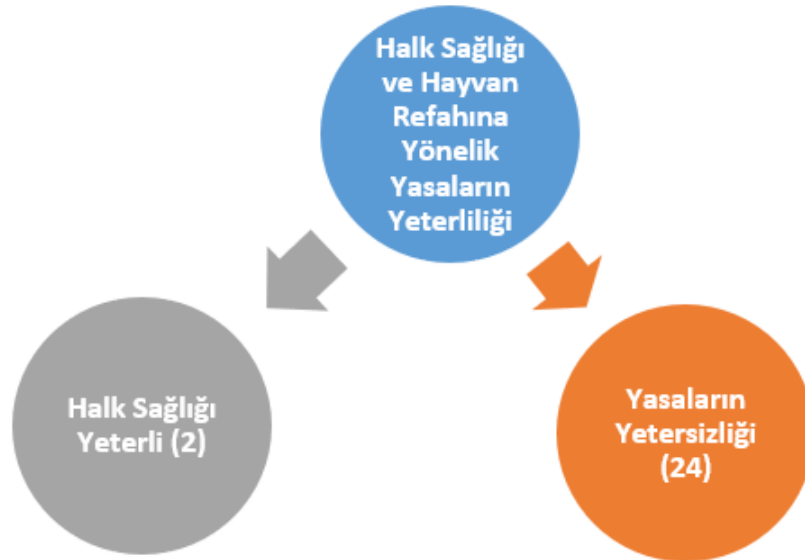 Halk Sağlığı
ve Hayvan
Refahına
Yönelik
Yasaların
Yeterliliği
Halk Sağlığı
Yeterli (2)
Yasaların
Yetersizliği
(24)